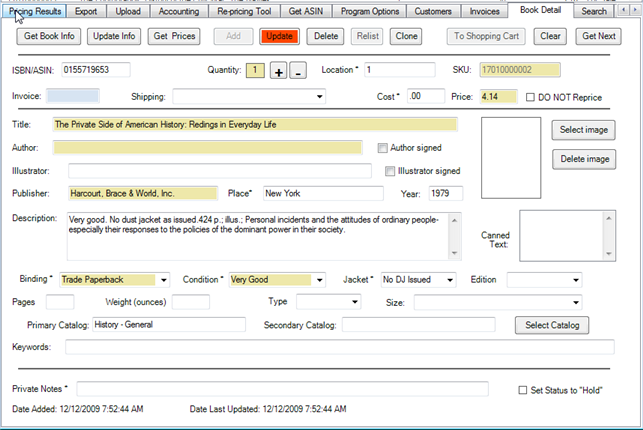 Pricing Results Export Upload Accounting Re-pricing Tool Get ASIN Program Options Customers Invoices Book Detail Search
Get Book Info Update Info Get Prices Add Update Delete Relist Clone To Shopping Cart Clear Get Next
ISBN/ASIN: 0155719653 Quantity: 1 + - Location * 1 SKU: 17010000002
Invoice: Shipping: Cost * .00 Price: 4.14 DO NOT Reprice
Title: The Private Side of American History: Redings in Everyday Life
Select image
Author: Author signed
Delete image
Illustrator: Illustrator signed
Publisher: Harcourt, Brace & World, Inc. Place* New York Year: 1979
Description: Very good. No dust jacket as issued.424 p.; illus.; Personal incidents and the attitudes of ordinary people-
especially their responses to the policies of the dominant power in their society.
Canned
Text:
Binding * Trade Paperback Condition * Very Good Jacket * No DJ Issued Edition
Pages Weight (ounces) Type Size:
Primary Catalog: History - General Secondary Catalog: Select Catalog
Keywords:
Private Notes * Set Status to "Hold"
Date Added: 12/12/2009 7:52:44 AM Date Last Updated: 12/12/2009 7:52:44 AM